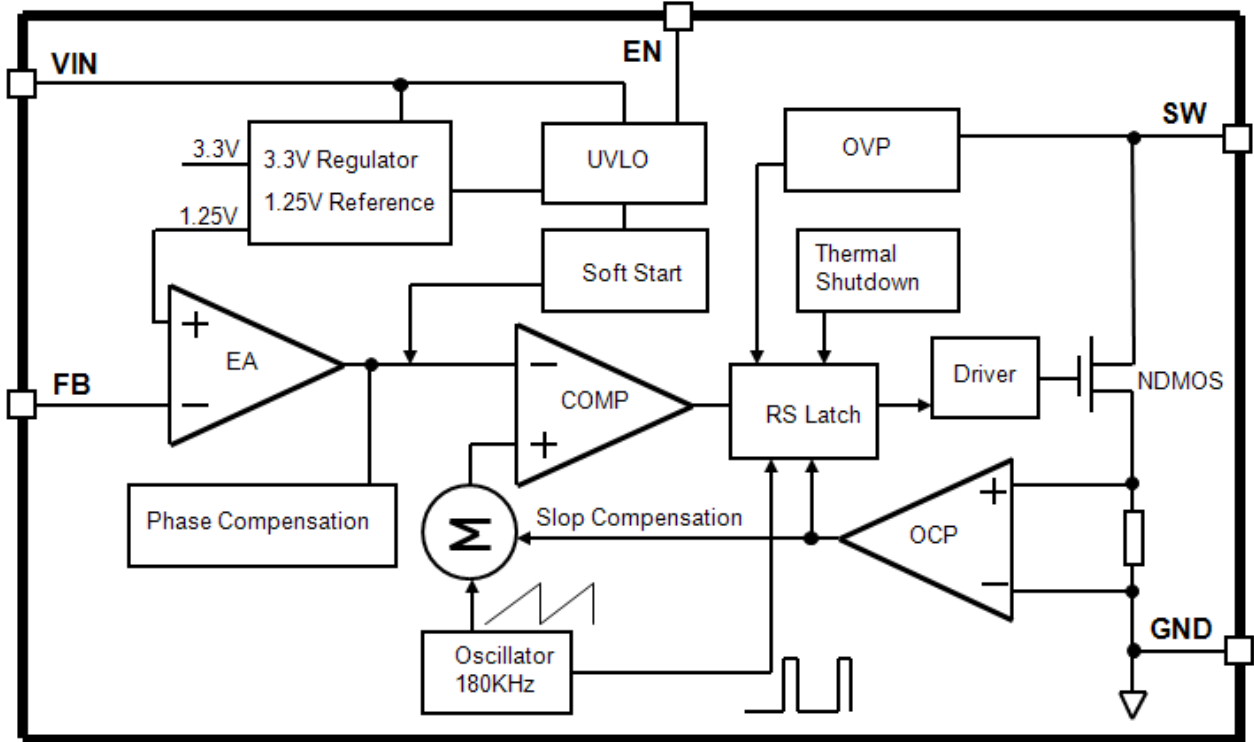 EN
VIN
SW
3.3V
3.3V Regulator
1.25V Reference
UVLO
OVP
1.25V
Soft Start
Thermal
Shutdown
+
EA
−
FB
−
COMP
+
RS Latch
Driver
NDMOS
Phase Compensation
Σ
Slop Compensation
+
OCP
−
GND
Oscillator
180KHz